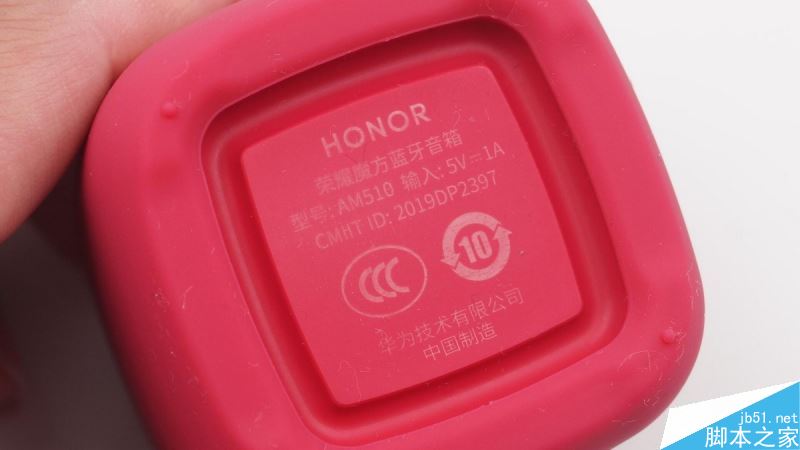 HONOR
荣耀魔方蓝牙音箱
型号: AM510 输入: 5V⎓1A
CMIIT ID: 2019DP2397
CCC
10
华为技术有限公司
中国制造
jb51.net
脚本之家